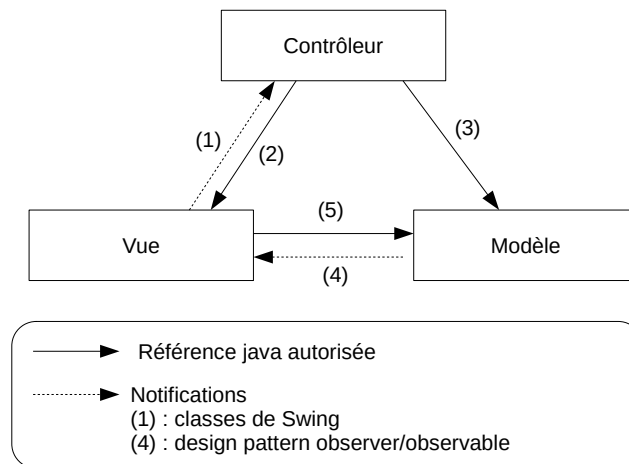 Contrôleur
(1)
(2)
(3)
Vue
(5)
(4)
Modèle
Référence java autorisée
Notifications
(1) : classes de Swing
(4) : design pattern observer/observable